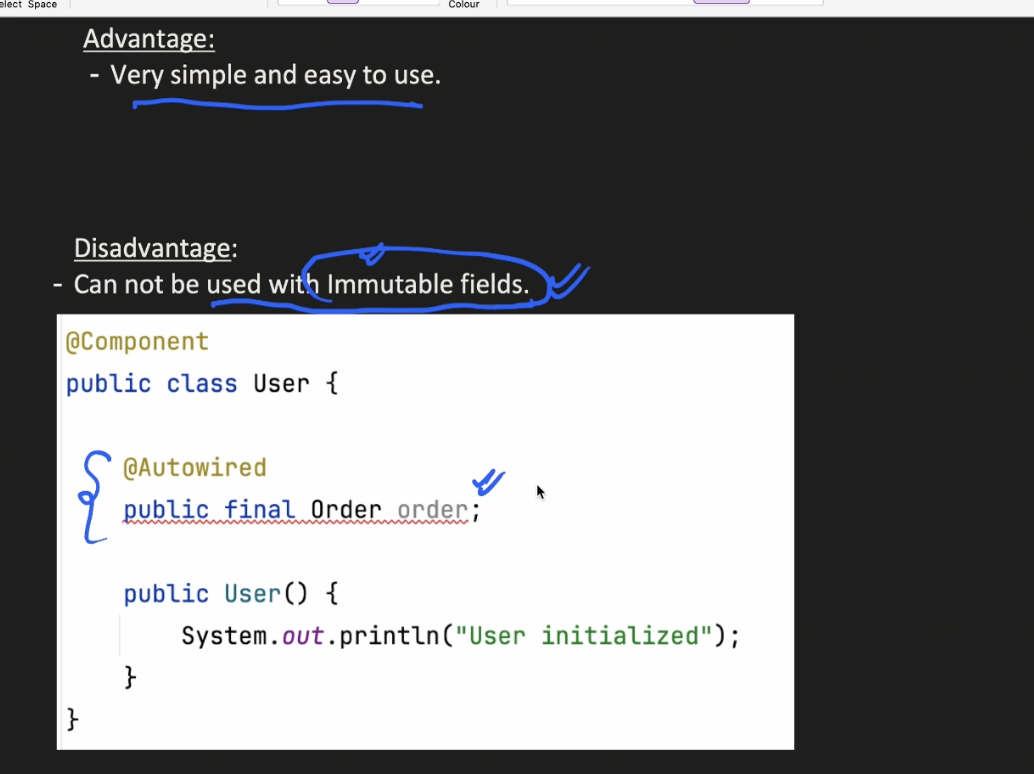 Space
Colour
Advantage:
- Very simple and easy to use.
Disadvantage:
- Can not be used with Immutable fields.
@Component
public class User {
@Autowired
public final Order order;
public User() {
System.out.println("User initialized");
}
}